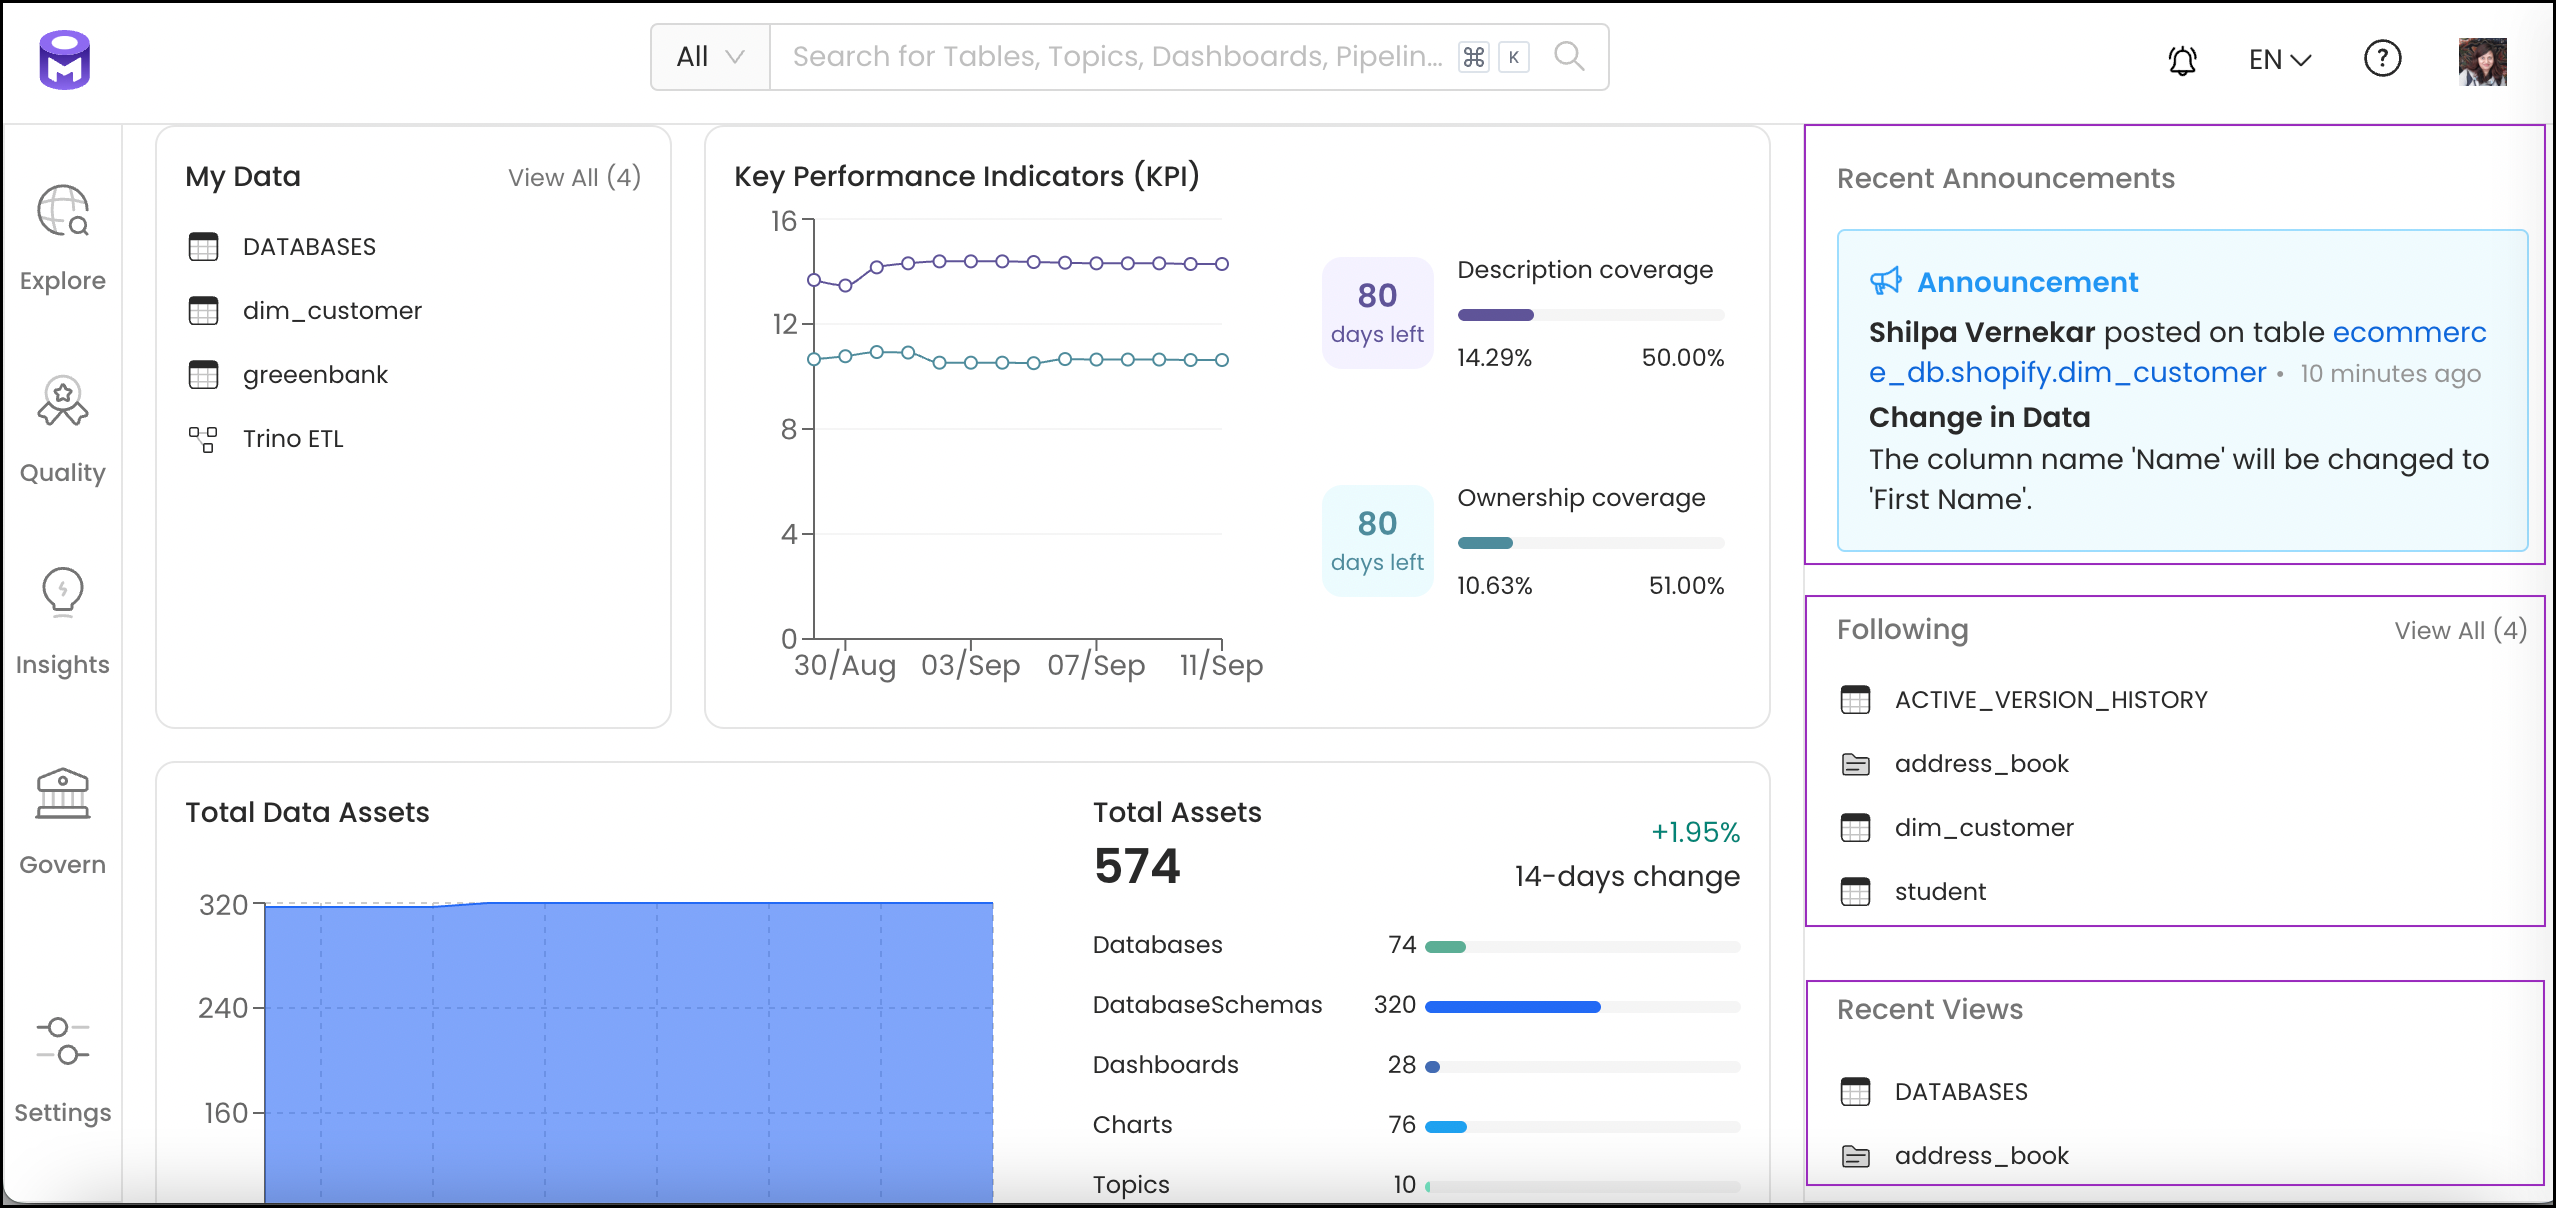 All
Search for Tables, Topics, Dashboards, Pipelin...
⌘ K
EN
?
Explore
Quality
Insights
Govern
Settings
My Data
View All (4)
DATABASES
dim_customer
greeenbank
Trino ETL
Key Performance Indicators (KPI)
16
12
8
4
0
30/Aug 03/Sep 07/Sep 11/Sep
80
days left
Description coverage
14.29% 50.00%
80
days left
Ownership coverage
10.63% 51.00%
Total Data Assets
320
240
160
Total Assets
574
+1.95%
14-days change
Databases 74
DatabaseSchemas 320
Dashboards 28
Charts 76
Topics 10
Recent Announcements
Announcement
Shilpa Vernekar posted on table ecommerc
e_db.shopify.dim_customer • 10 minutes ago
Change in Data
The column name 'Name' will be changed to
'First Name'.
Following
View All (4)
ACTIVE_VERSION_HISTORY
address_book
dim_customer
student
Recent Views
DATABASES
address_book